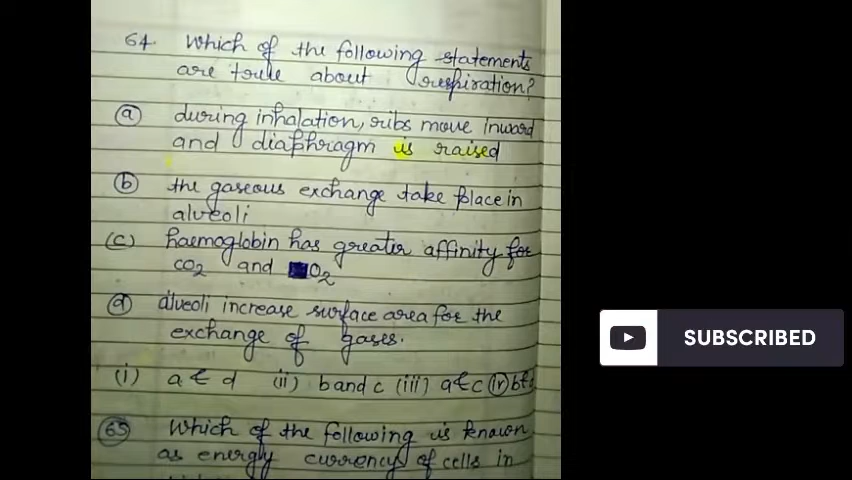 64. Which of the following statements
are true about respiration?
(a) during inhalation, ribs move inward
and diaphragm is raised
(b) the gaseous exchange take place in
alveoli
(c) haemoglobin has greater affinity for
CO2 and O2
(d) alveoli increase surface area for the
exchange of gases.
(i) a & d (ii) b and c (iii) a & c (iv) b &
(65) Which of the following is known
as energy currency of cells in
SUBSCRIBED